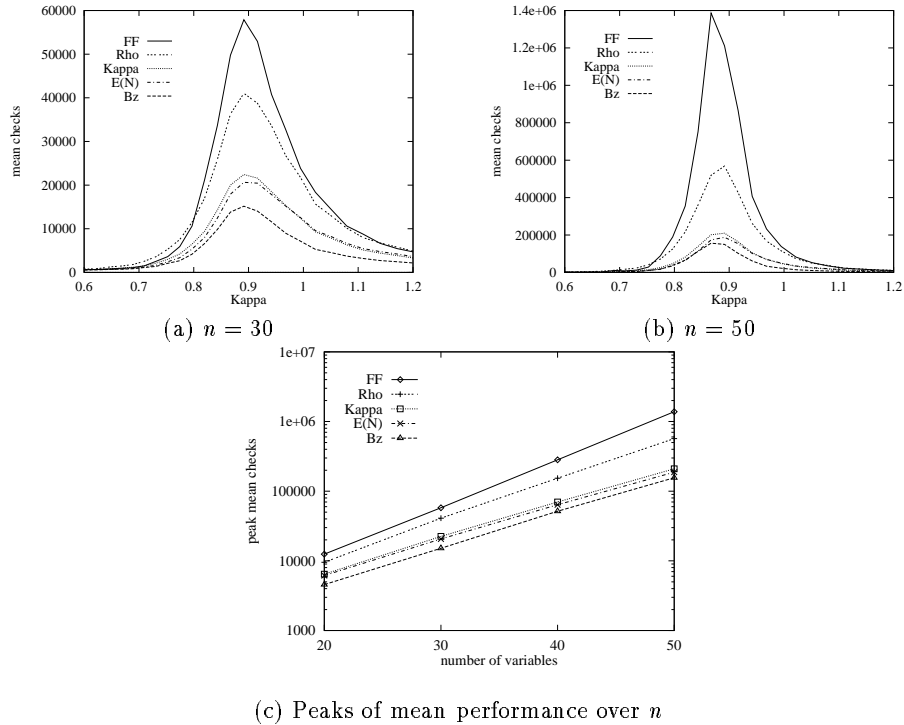 60000
50000
40000
30000
20000
10000
0
mean checks
FF
Rho
Kappa
E(N)
Bz
0.6 0.7 0.8 0.9 1 1.1 1.2
Kappa
(a) n = 30
1.4e+06
1.2e+06
1e+06
800000
600000
400000
200000
0
mean checks
FF
Rho
Kappa
E(N)
Bz
0.6 0.7 0.8 0.9 1 1.1 1.2
Kappa
(b) n = 50
1e+07
1e+06
100000
10000
1000
peak mean checks
FF
Rho
Kappa
E(N)
Bz
20 30 40 50
number of variables
(c) Peaks of mean performance over n